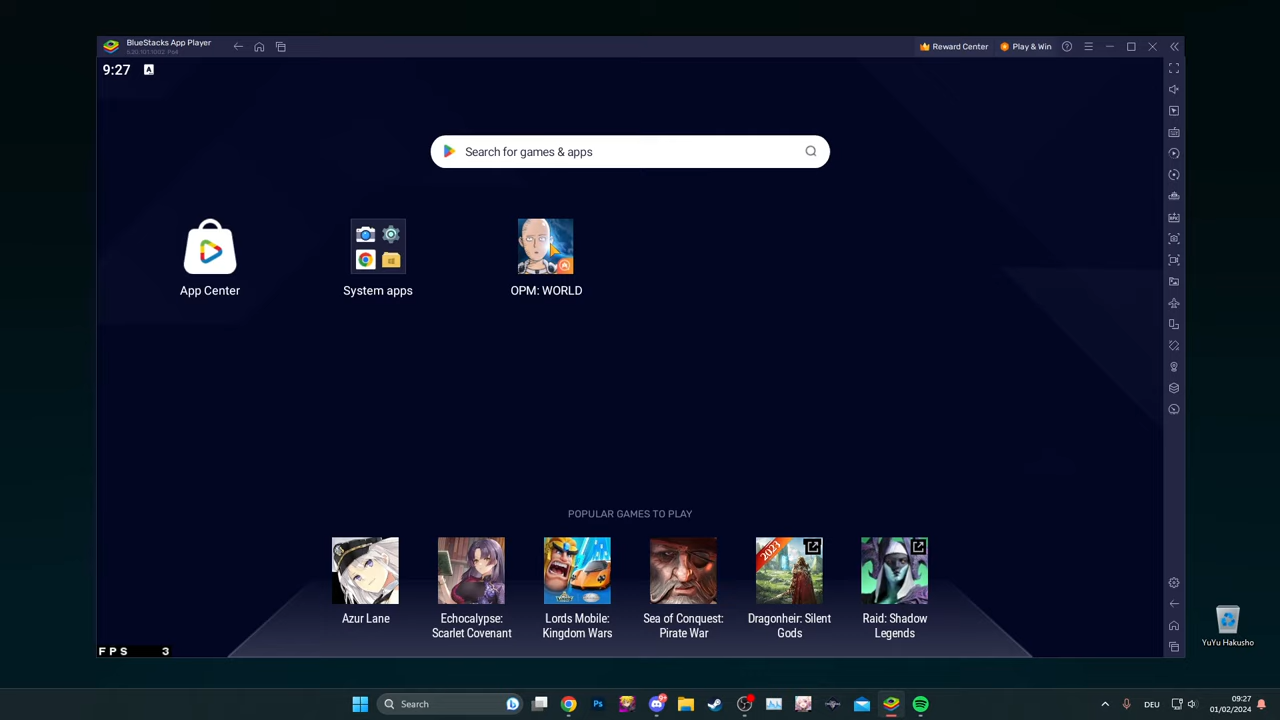 BlueStacks App Player
Reward Center
Play & Win
9:27
A
Search for games & apps
App Center
System apps
OPM: WORLD
POPULAR GAMES TO PLAY
2023
Azur Lane
Echocalypse:
Scarlet Covenant
Lords Mobile:
Kingdom Wars
Sea of Conquest:
Pirate War
Dragonheir: Silent
Gods
Raid: Shadow
Legends
FPS 3
YuYu Hakusho
Search
Ps
DEU
09:27
01/02/2024